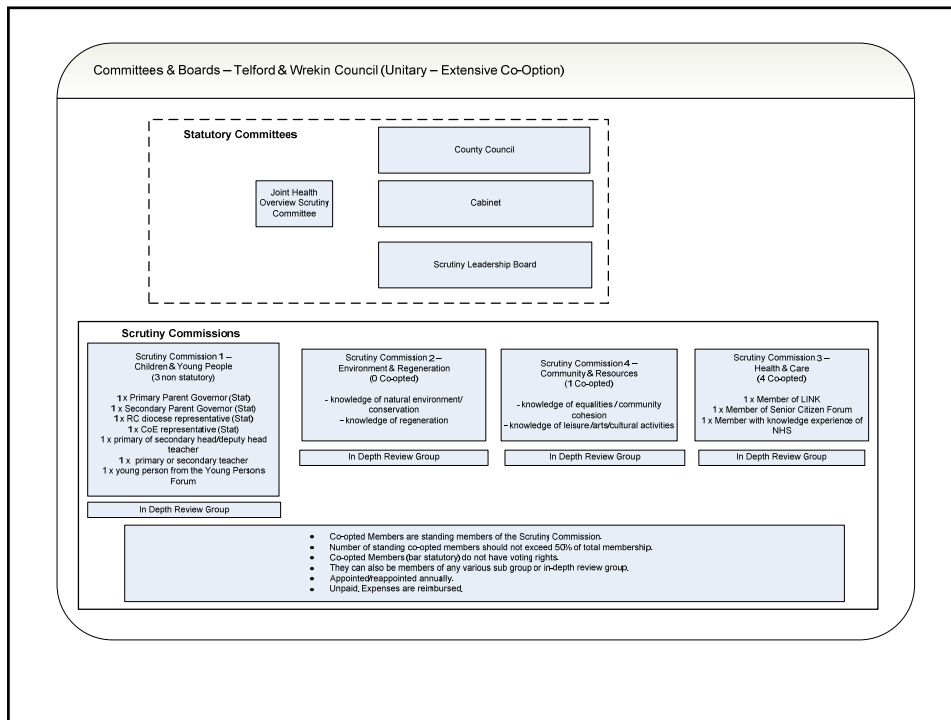 Committees & Boards – Telford & Wrekin Council (Unitary – Extensive Co-Option)
Statutory Committees
County Council
Joint Health
Overview Scrutiny
Committee
Cabinet
Scrutiny Leadership Board
Scrutiny Commissions
Scrutiny Commission 1 –
Children & Young People
(3 non statutory)
1 x Primary Parent Governor (Stat)
1 x Secondary Parent Governor (Stat)
1 x RC diocese representative (Stat)
1 x CoE representative (Stat)
1 x primary of secondary head/deputy head
teacher
1 x primary or secondary teacher
1 x young person from the Young Persons
Forum
In Depth Review Group
Scrutiny Commission 2 –
Environment & Regeneration
(0 Co-opted)
- knowledge of natural environment/
conservation
– knowledge of regeneration
In Depth Review Group
Scrutiny Commission 4 –
Community & Resources
(1 Co-opted)
- knowledge of equalities / community
cohesion
– knowledge of leisure/arts/cultural activities
In Depth Review Group
Scrutiny Commission 3 –
Health & Care
(4 Co-opted)
1 x Member of LINK
1 x Member of Senior Citizen Forum
1 x Member with knowledge experience of
NHS
In Depth Review Group
• Co-opted Members are standing members of the Scrutiny Commission.
• Number of standing co-opted members should not exceed 50% of total membership.
• Co-opted Members (bar statutory) do not have voting rights.
• They can also be members of any various sub group or in-depth review group.
• Appointed/reappointed annually.
• Unpaid. Expenses are reimbursed.